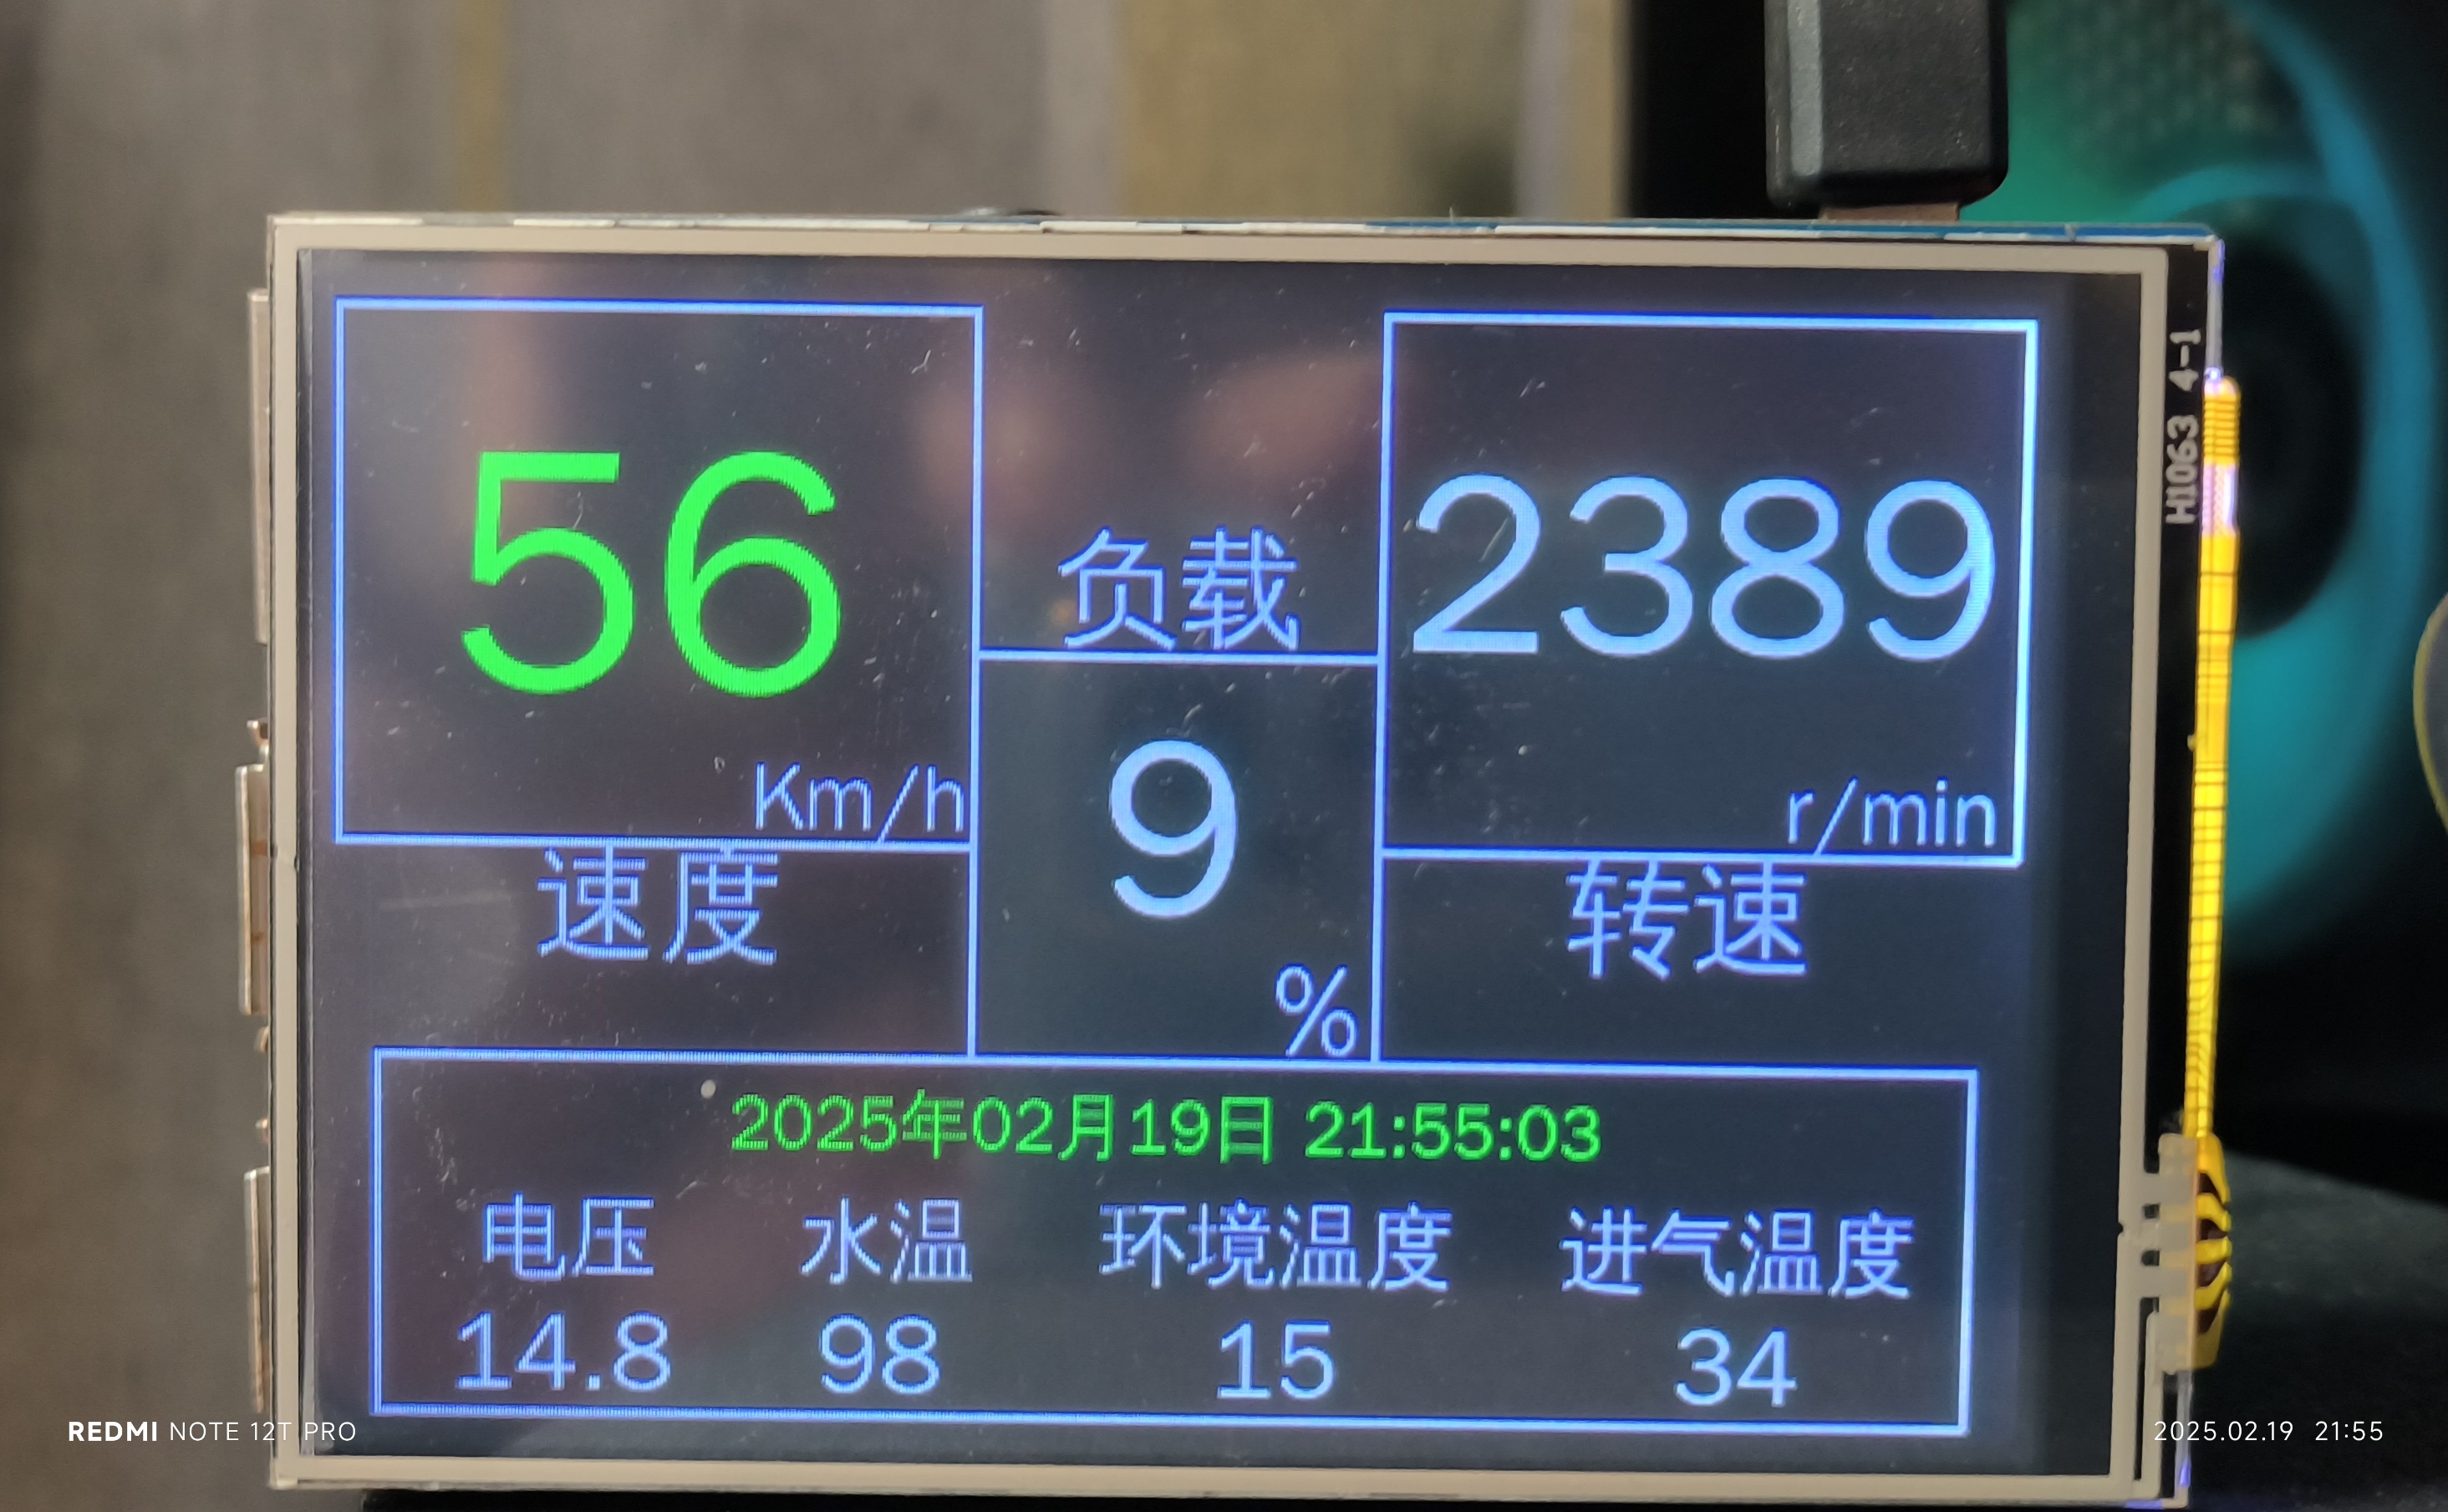 56
Km/h
速度
负载
9
%
2389
r/min
转速
2025年02月19日 21:55:03
电压 水温 环境温度 进气温度
14.8 98 15 34
H1063 4-1
REDMI NOTE 12T PRO
2025.02.19 21:55